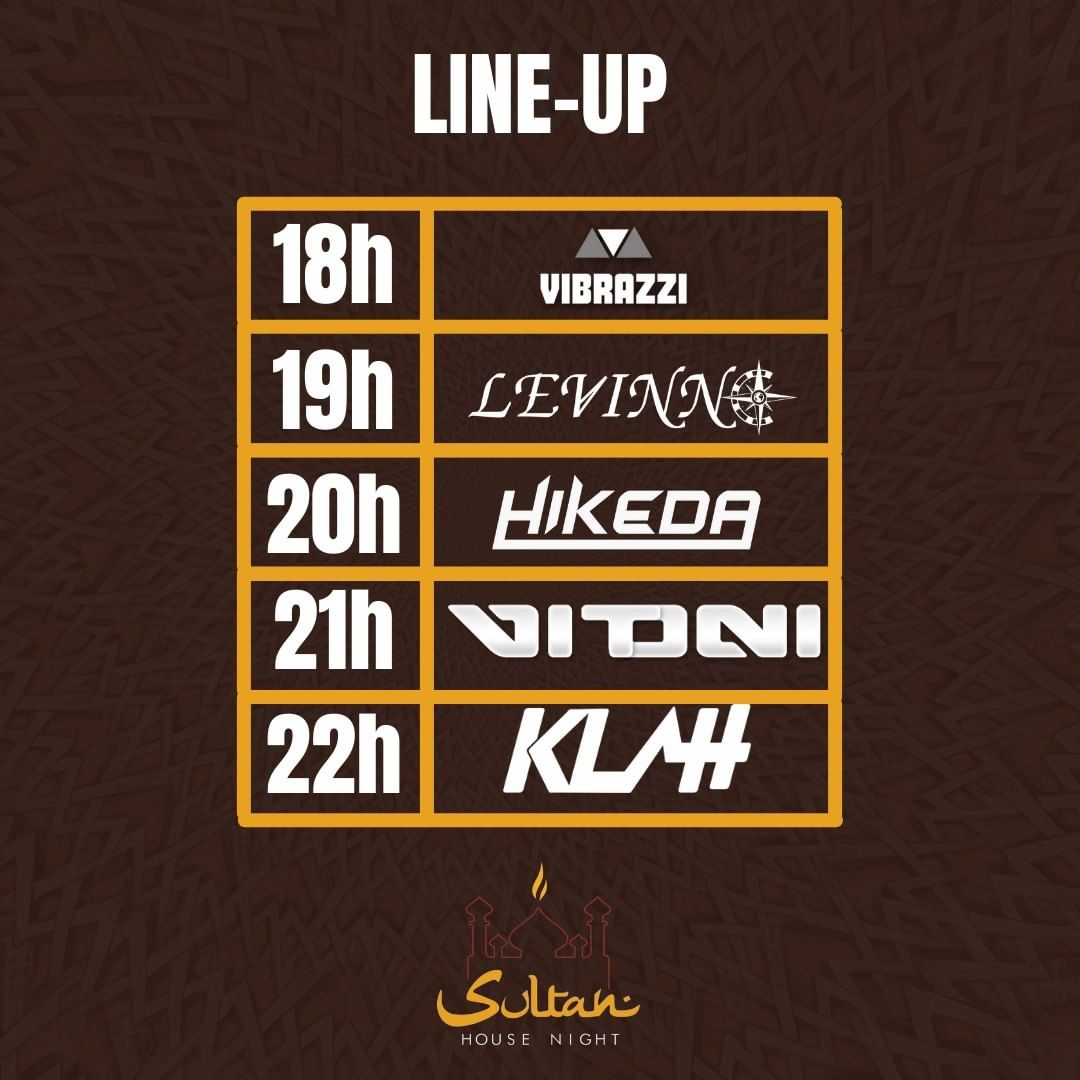 LINE-UP
18h VIBRAZZI
19h LEVINNO
20h HIKEDA
21h VITONI
22h KLAH
Sultan
HOUSE NIGHT